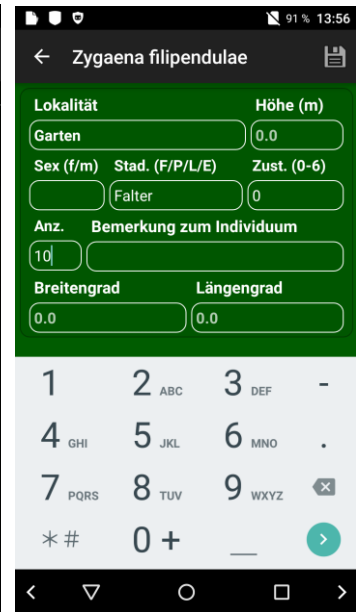 91 % 13:56
Zygaena filipendulae
Lokalität Höhe (m)
Garten 0.0
Sex (f/m) Stad. (F/P/L/E) Zust. (0-6)
Falter 0
Anz. Bemerkung zum Individuum
10
Breitengrad Längengrad
0.0 0.0
1 2 ABC 3 DEF -
4 GHI 5 JKL 6 MNO .
7 PQRS 8 TUV 9 WXYZ
*# 0 + _